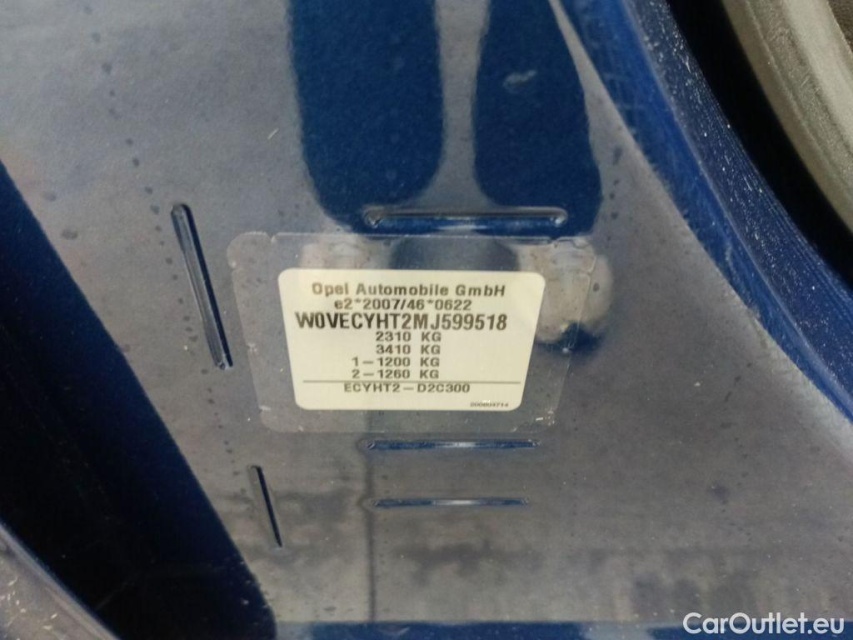 Opel Automobile GmbH
e2*2007/46*0622
W0VECYHT2MJ599518
2310 KG
3410 KG
1-1200 KG
2-1260 KG
ECYHT2-D2C300
CarOutlet.eu